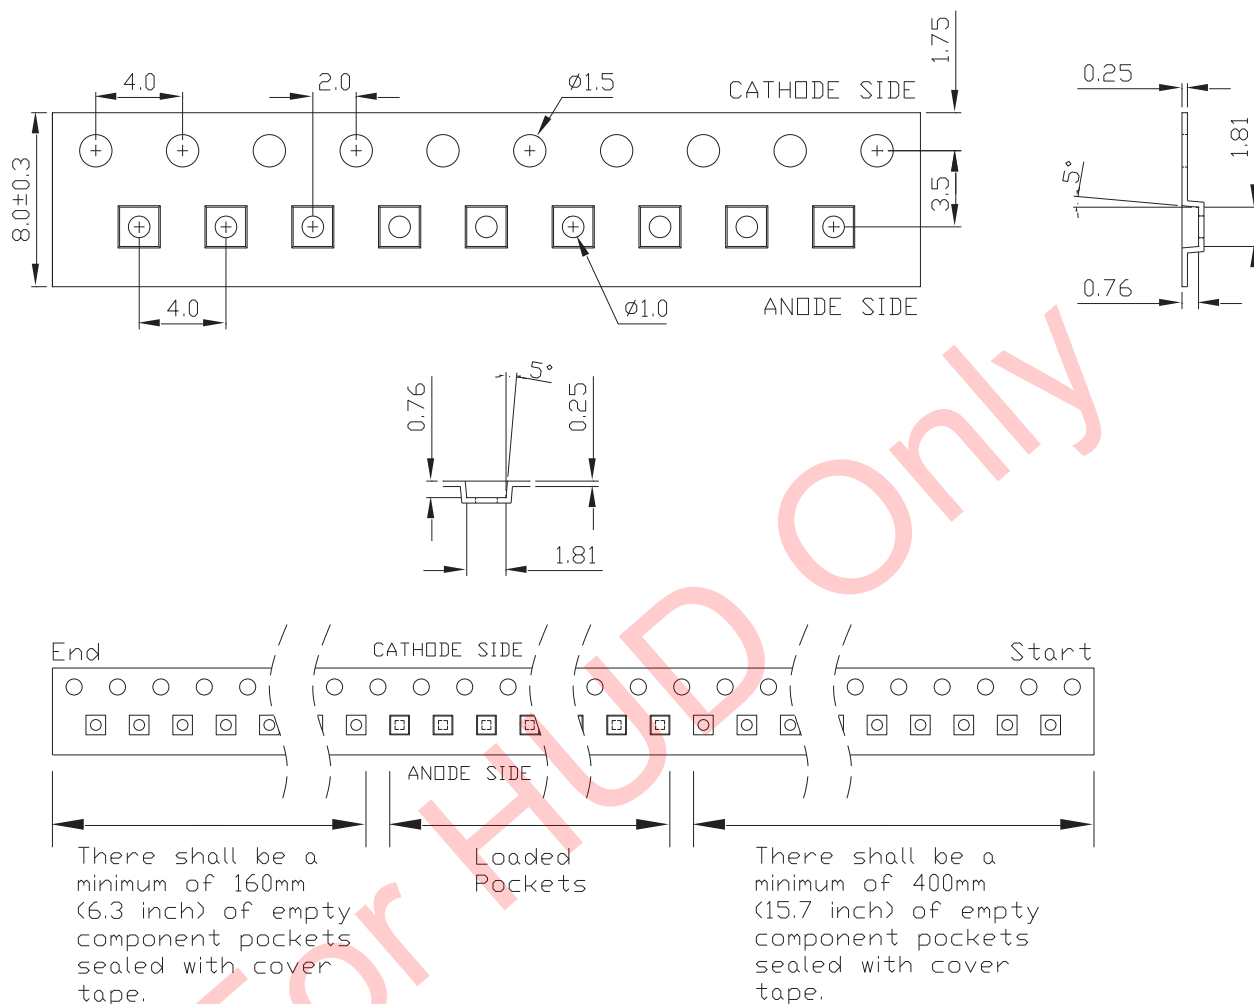 1.75
4.0
2.0
ø1.5
CATHODE SIDE
8.0±0.3
3.5
4.0
ø1.0
ANODE SIDE
0.25
1.81
5°
0.76
0.76
5°
0.25
1.81
End
CATHODE SIDE
Start
ANODE SIDE
There shall be a
minimum of 160mm
(6.3 inch) of empty
component pockets
sealed with cover
tape.
Loaded
Pockets
There shall be a
minimum of 400mm
(15.7 inch) of empty
component pockets
sealed with cover
tape.
For HUD Only